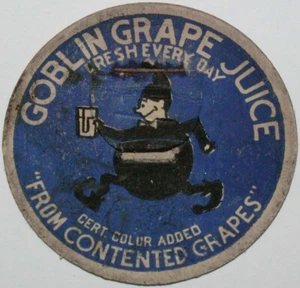 GOBLIN GRAPE JUICE
FRESH EVERY DAY
CERT. COLOR ADDED
"FROM CONTENTED GRAPES"